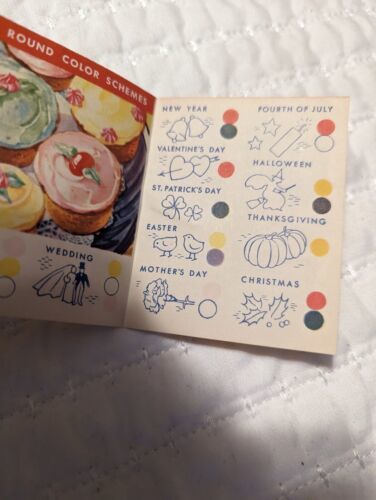 ROUND COLOR SCHEMES
WEDDING
NEW YEAR
VALENTINE'S DAY
ST. PATRICK'S DAY
EASTER
MOTHER'S DAY
FOURTH OF JULY
HALLOWEEN
THANKSGIVING
CHRISTMAS